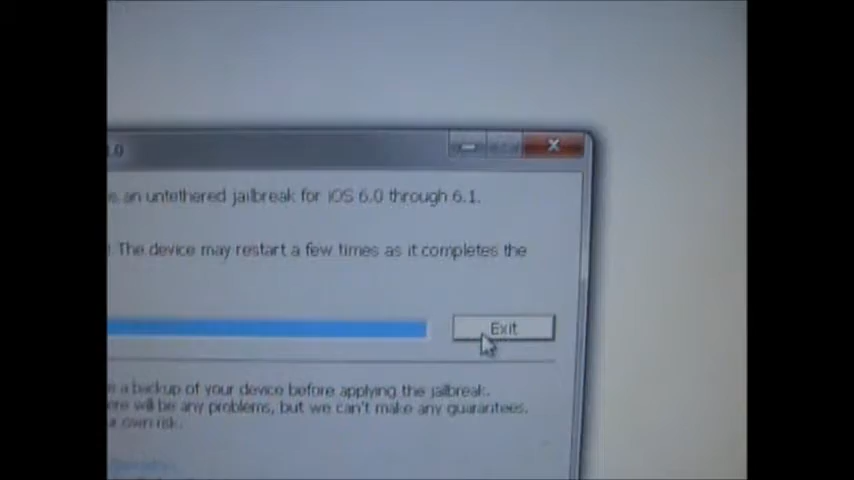 .0
an untethered jailbreak for iOS 6.0 through 6.1.
The device may restart a few times as it completes the
Exit
a backup of your device before applying the jailbreak.
will be any problems, but we can't make any guarantees.
own risk.